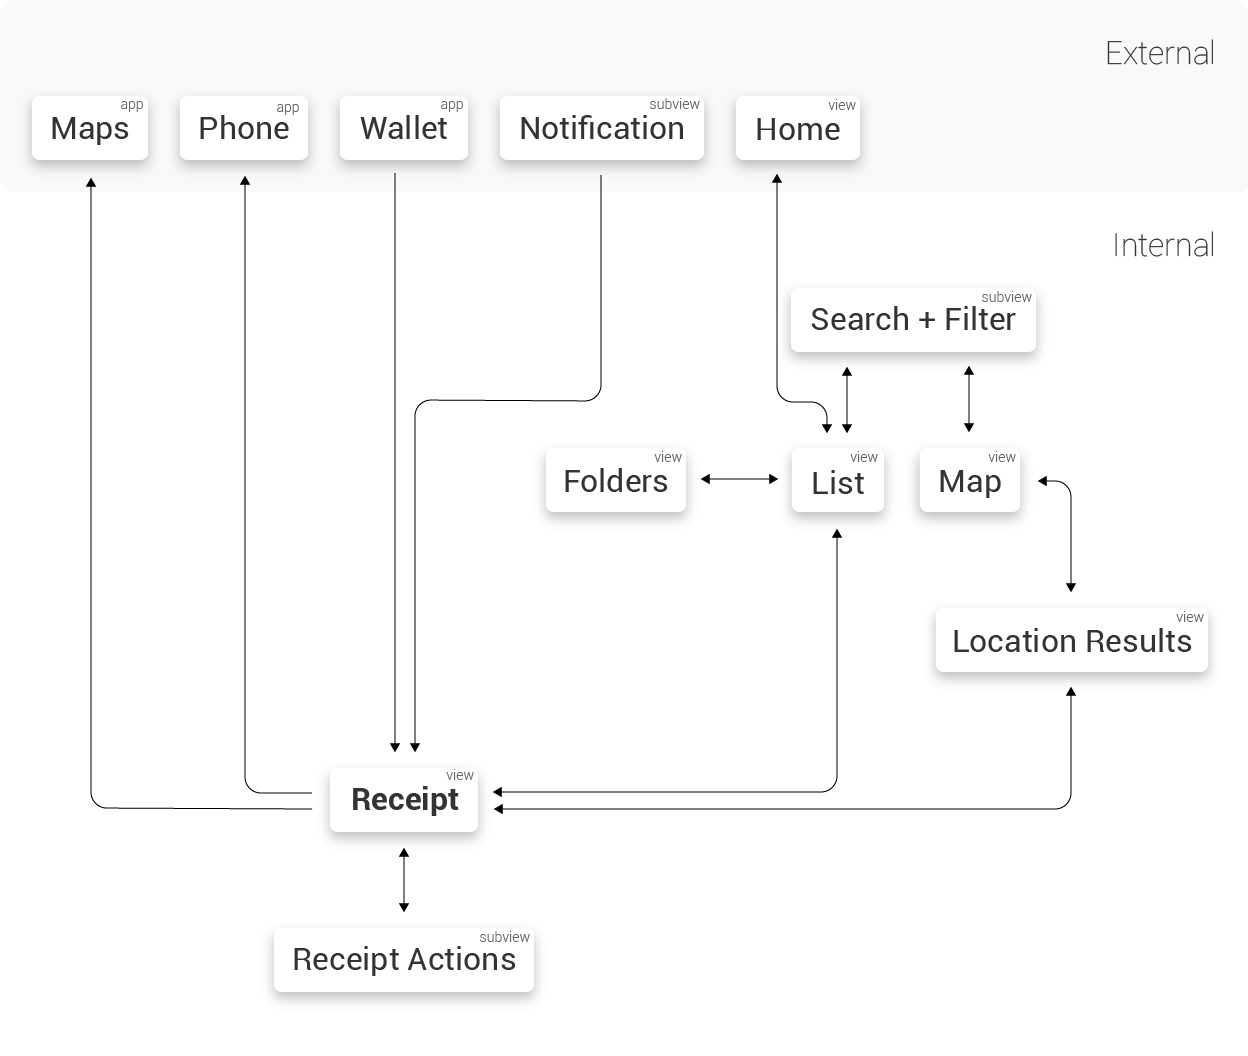 External
app
Maps
app
Phone
app
Wallet
subview
Notification
view
Home
Internal
subview
Search + Filter
view
Folders
view
List
view
Map
view
Location Results
view
Receipt
subview
Receipt Actions